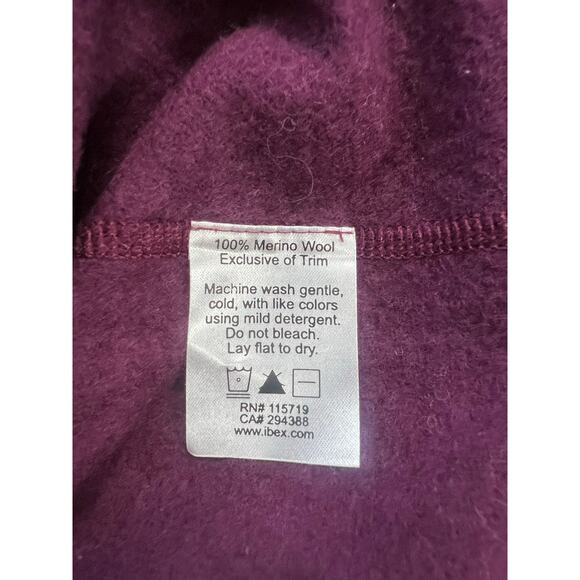 100% Merino Wool
Exclusive of Trim
Machine wash gentle,
cold, with like colors
using mild detergent.
Do not bleach.
Lay flat to dry.
RN# 115719
CA# 294388
www.ibex.com